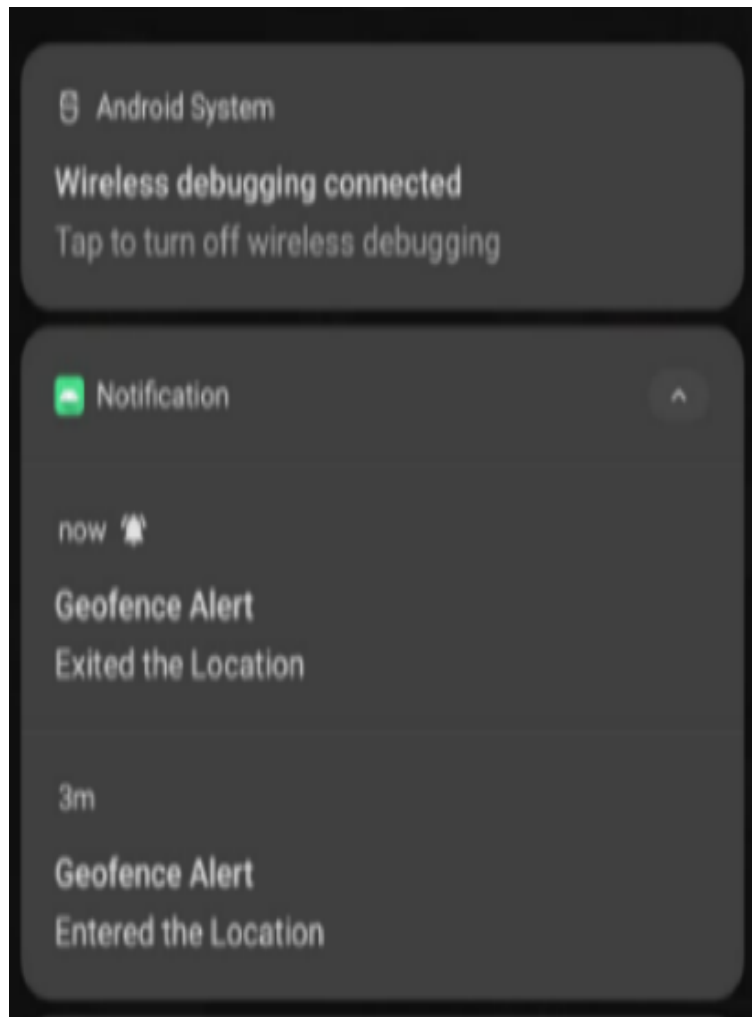 Android System
Wireless debugging connected
Tap to turn off wireless debugging
Notification
now
Geofence Alert
Exited the Location
3m
Geofence Alert
Entered the Location